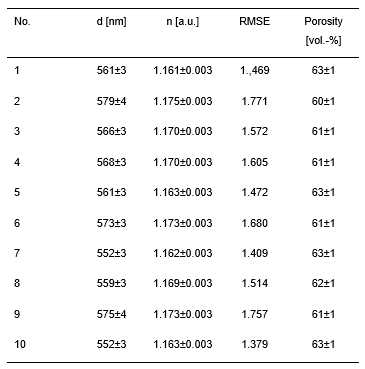 No. d [nm] n [a.u.] RMSE Porosity
[vol.-%]
1 561±3 1.161±0.003 1.,469 63±1
2 579±4 1.175±0.003 1.771 60±1
3 566±3 1.170±0.003 1.572 61±1
4 568±3 1.170±0.003 1.605 61±1
5 561±3 1.163±0.003 1.472 63±1
6 573±3 1.173±0.003 1.680 61±1
7 552±3 1.162±0.003 1.409 63±1
8 559±3 1.169±0.003 1.514 62±1
9 575±4 1.173±0.003 1.757 61±1
10 552±3 1.163±0.003 1.379 63±1